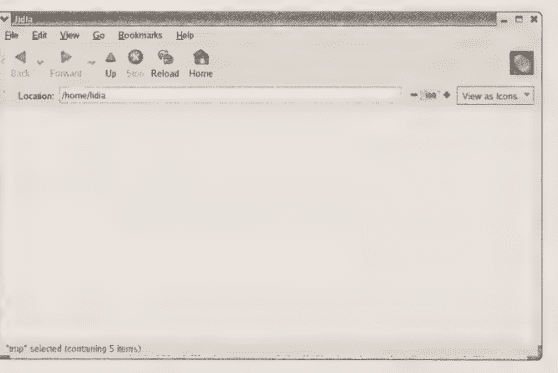 lidia
File Edit View Go Bookmarks Help
Back Forward Up Stop Reload Home
Location: /home/lidia 100 View as Icons
"tmp" selected (containing 5 items)